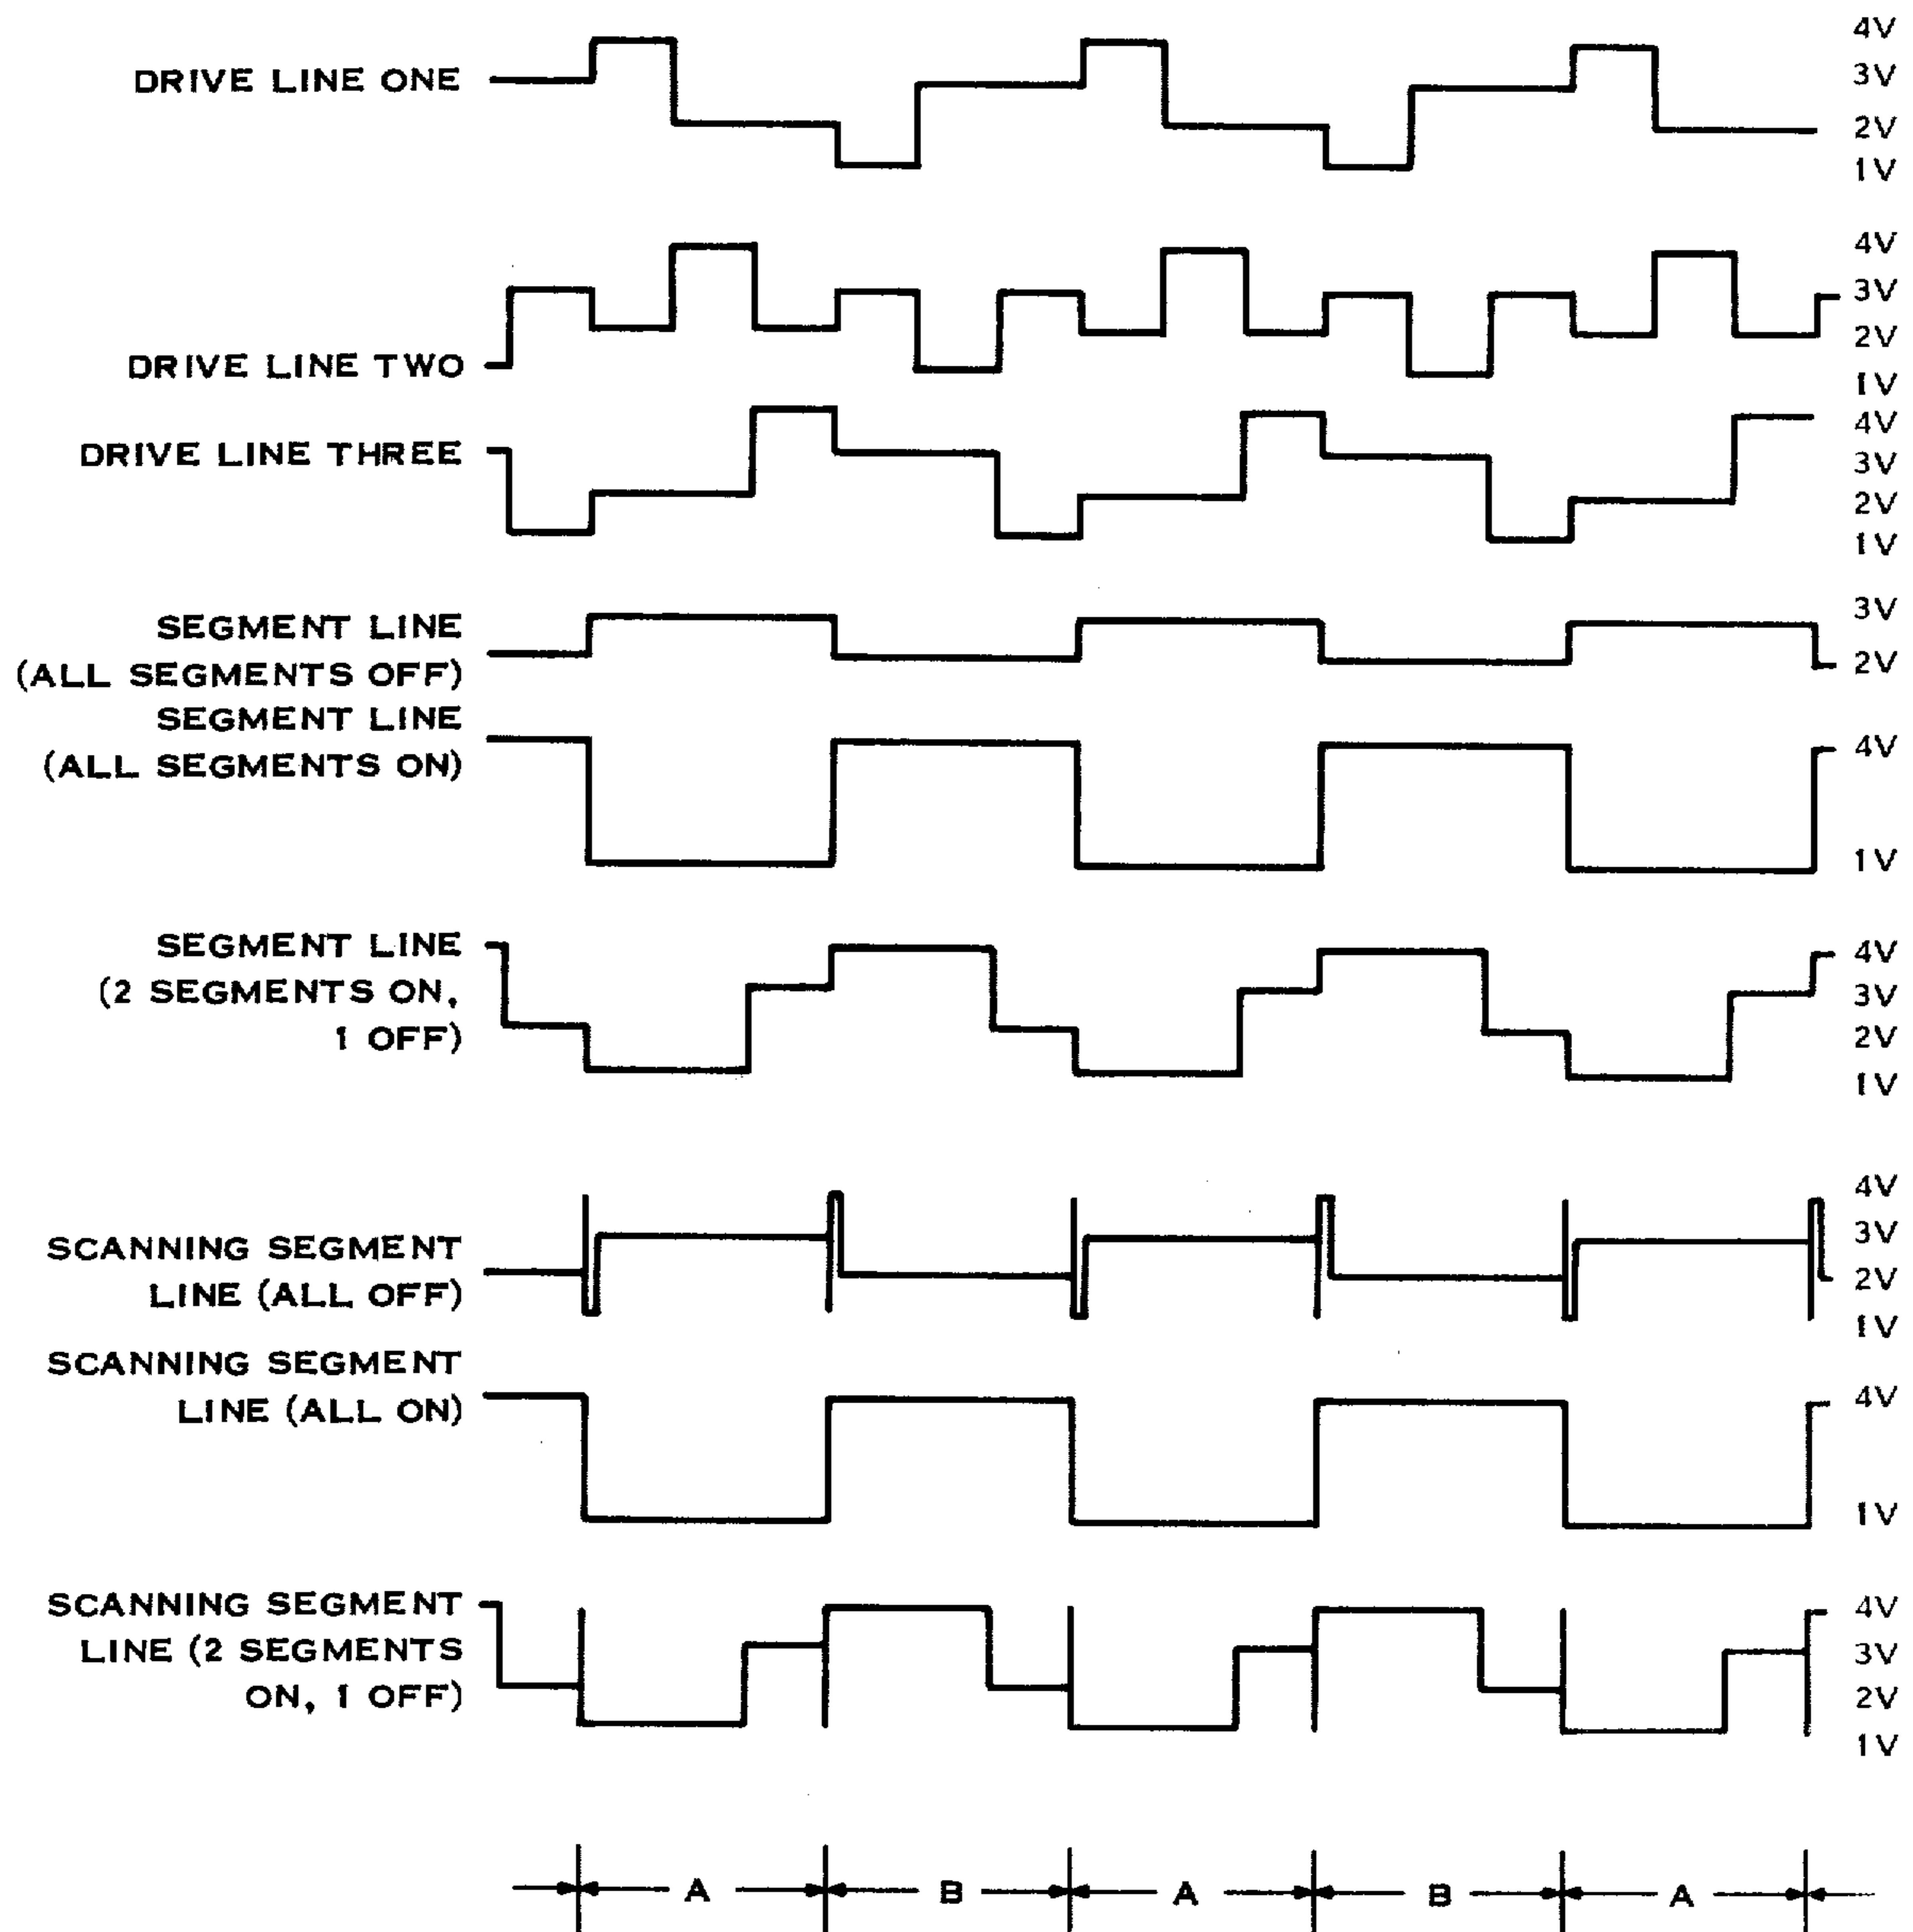 DRIVE LINE ONE
4V
3V
2V
1V
DRIVE LINE TWO
4V
3V
2V
1V
DRIVE LINE THREE
4V
3V
2V
1V
SEGMENT LINE
(ALL SEGMENTS OFF)
3V
2V
SEGMENT LINE
(ALL SEGMENTS ON)
4V
1V
SEGMENT LINE
(2 SEGMENTS ON,
1 OFF)
4V
3V
2V
1V
SCANNING SEGMENT
LINE (ALL OFF)
4V
3V
2V
1V
SCANNING SEGMENT
LINE (ALL ON)
4V
1V
SCANNING SEGMENT
LINE (2 SEGMENTS
ON, 1 OFF)
4V
3V
2V
1V
A B A B A